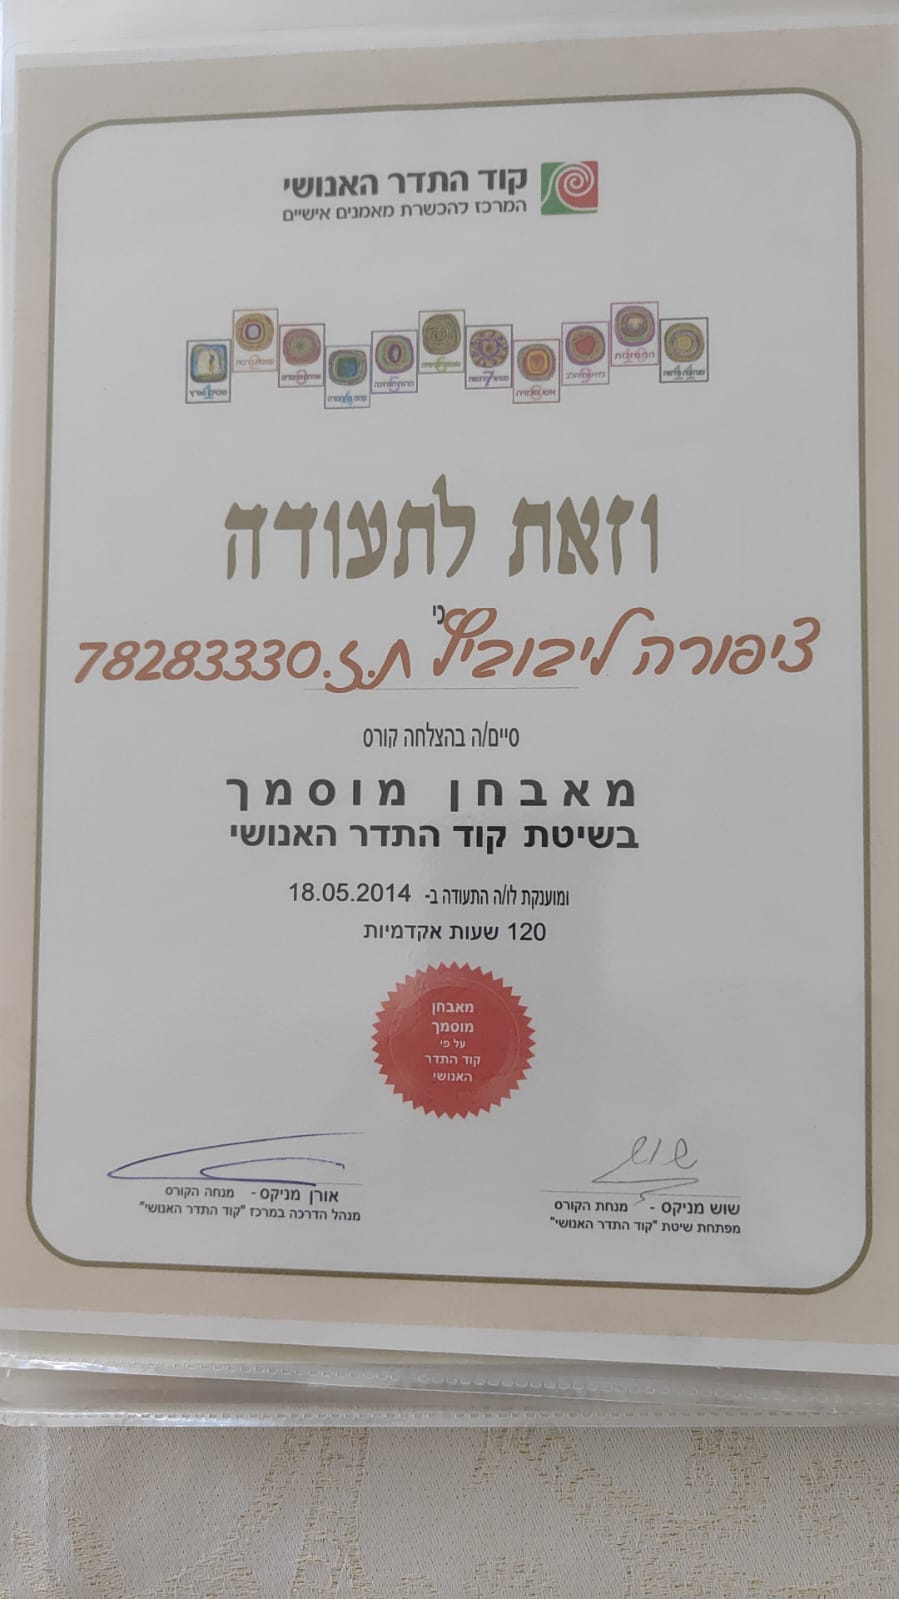 קוד התדר האנושי
המרכז להכשרת מאמנים אישיים
וזאת לתעודה
כי
ציפורה ליבוביץ ת.ז. 78283330
סיים/ה בהצלחה קורס
מאבחן מוסמך
בשיטת קוד התדר האנושי
ומוענקת לו/ה התעודה ב- 18.05.2014
120 שעות אקדמיות
מאבחן
מוסמך
על פי
קוד התדר
האנושי
שוש
שוש מניקס - מנחת הקורס
מפתחת שיטת "קוד התדר האנושי"
אורן מניקס - מנחה הקורס
מנהל הדרכה במרכז "קוד התדר האנושי"